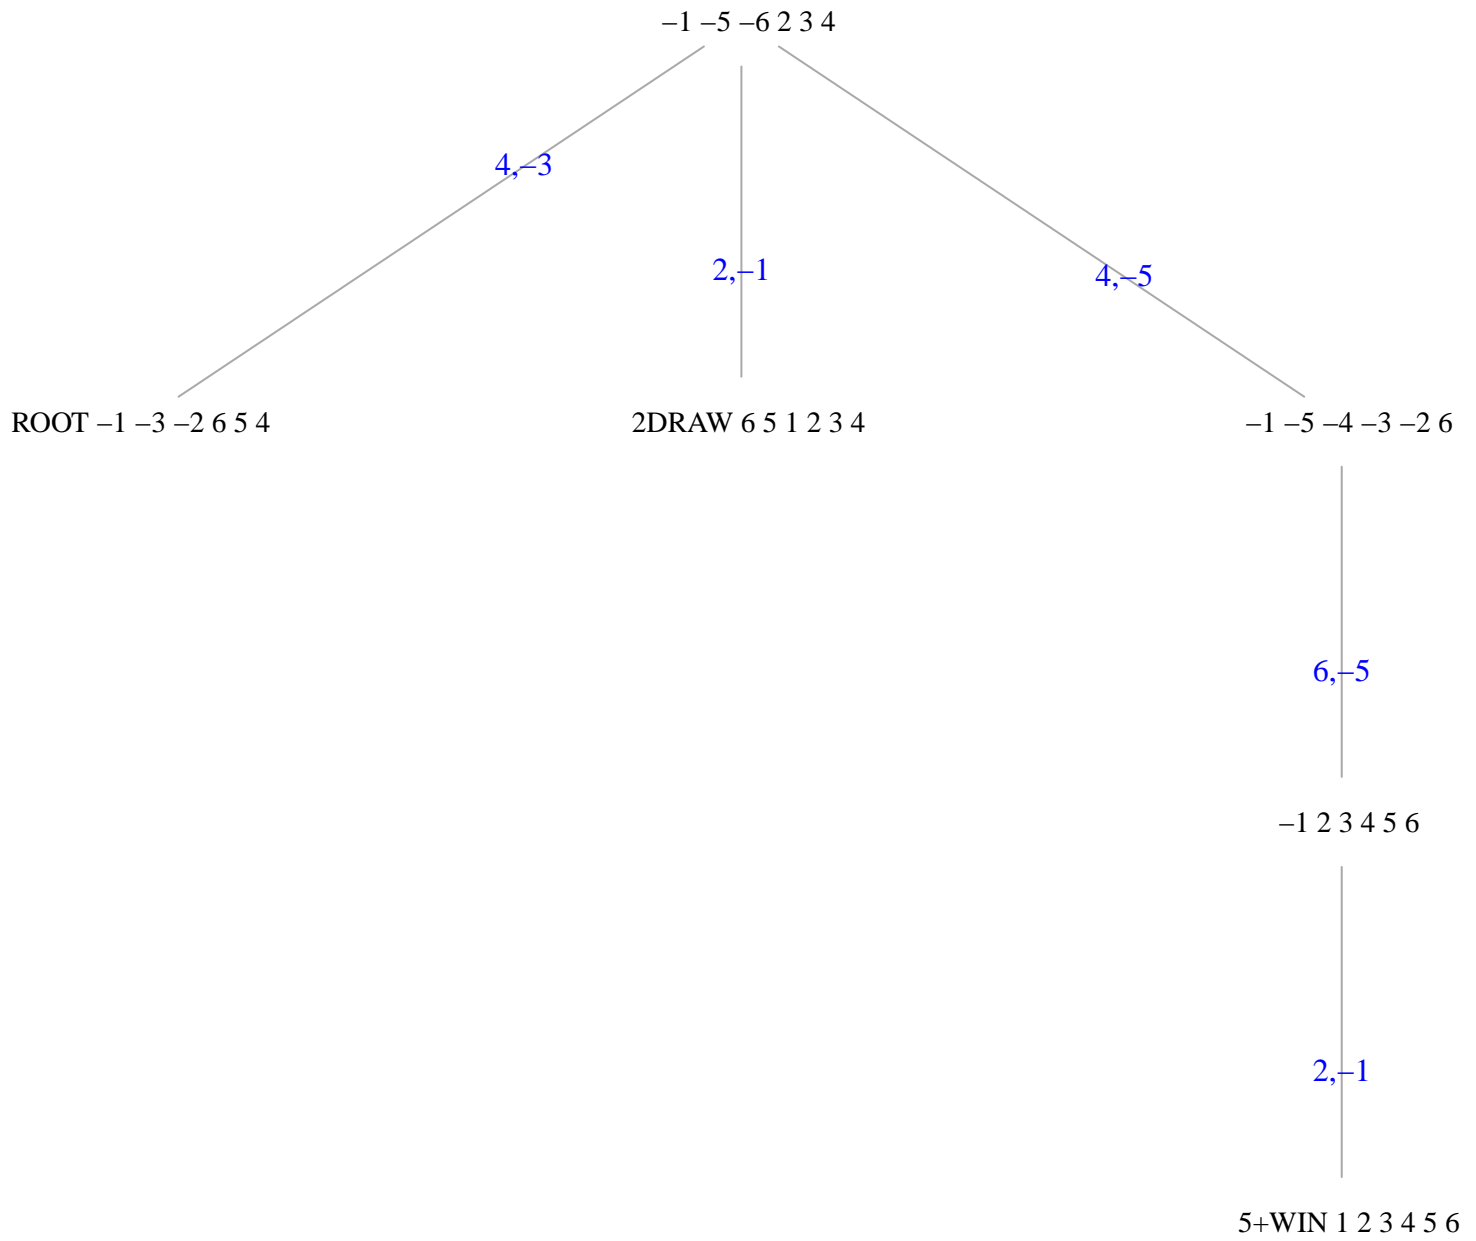 –1 –5 –6 2 3 4
4,–3
2,–1
4,–5
ROOT –1 –3 –2 6 5 4
2DRAW 6 5 1 2 3 4
–1 –5 –4 –3 –2 6
6,–5
–1 2 3 4 5 6
2,–1
5+WIN 1 2 3 4 5 6